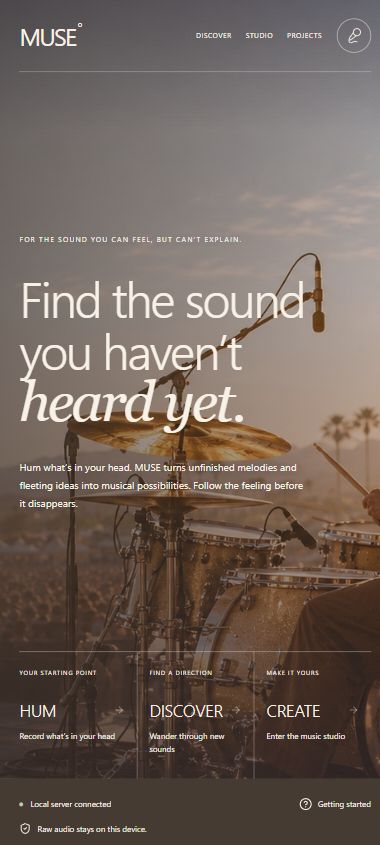 MUSE°
DISCOVER STUDIO PROJECTS
FOR THE SOUND YOU CAN FEEL, BUT CAN'T EXPLAIN.
Find the sound
you haven't
heard yet.
Hum what's in your head. MUSE turns unfinished melodies and
fleeting ideas into musical possibilities. Follow the feeling before
it disappears.
YOUR STARTING POINT
HUM →
Record what's in your head
FIND A DIRECTION
DISCOVER →
Wander through new
sounds
MAKE IT YOURS
CREATE →
Enter the music studio
Local server connected
Getting started
Raw audio stays on this device.